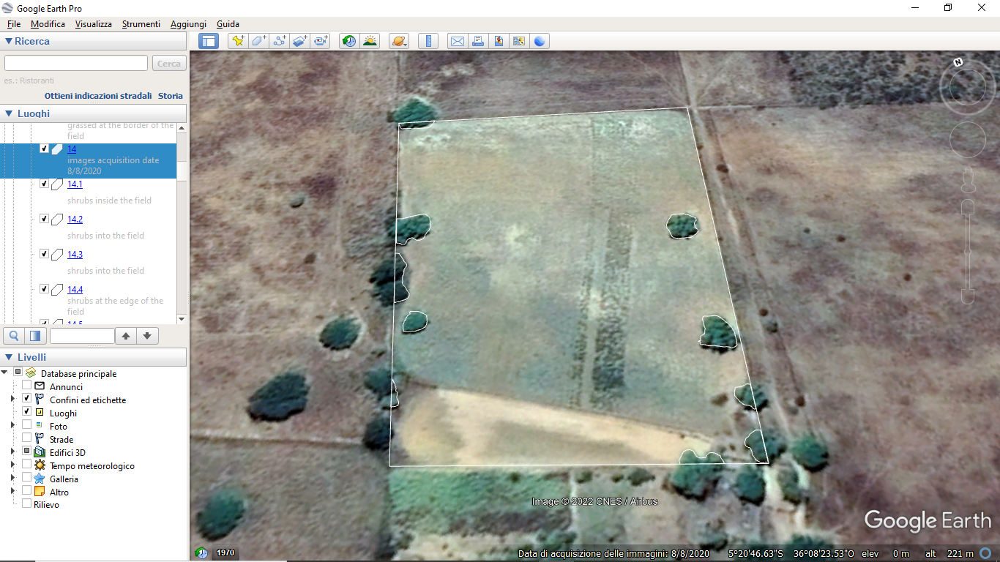 Google Earth Pro
File Modifica Visualizza Strumenti Aggiungi Guida
Ricerca
Cerca
es.: Ristoranti
Ottieni indicazioni stradali Storia
Luoghi
grassed at the border of the
field
14
images acquisition date
8/8/2020
14.1
shrubs inside the field
14.2
shrubs into the field
14.3
shrubs into the field
14.4
shrubs at the edge of the
field
14.5
Livelli
Database principale
Annunci
Confini ed etichette
Luoghi
Foto
Strade
Edifici 3D
Tempo meteorologico
Galleria
Altro
Rilievo
N
Image © 2022 CNES / Airbus
Google Earth
1970
Data di acquisizione delle immagini: 8/8/2020 5°20'46.63"S 36°08'23.53"O elev 0 m alt 221 m